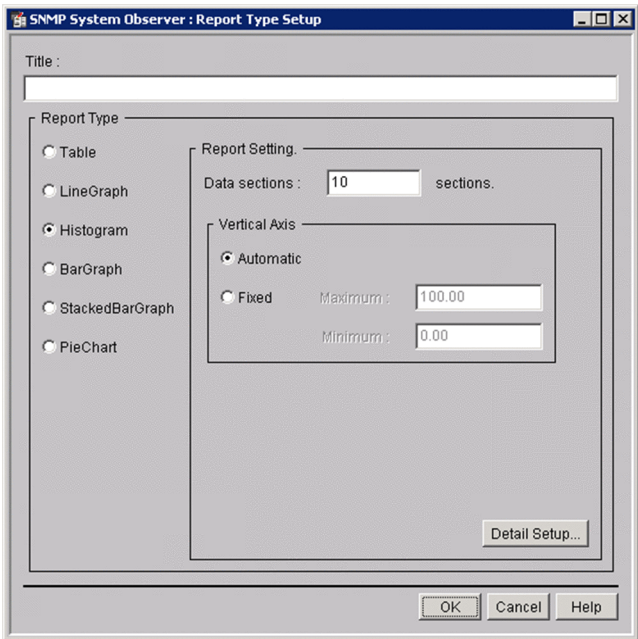 SNMP System Observer : Report Type Setup
Title :
Report Type
Table
LineGraph
Histogram
BarGraph
StackedBarGraph
PieChart
Report Setting.
Data sections : 10 sections.
Vertical Axis
Automatic
Fixed Maximum : 100.00
Minimum : 0.00
Detail Setup...
OK Cancel Help